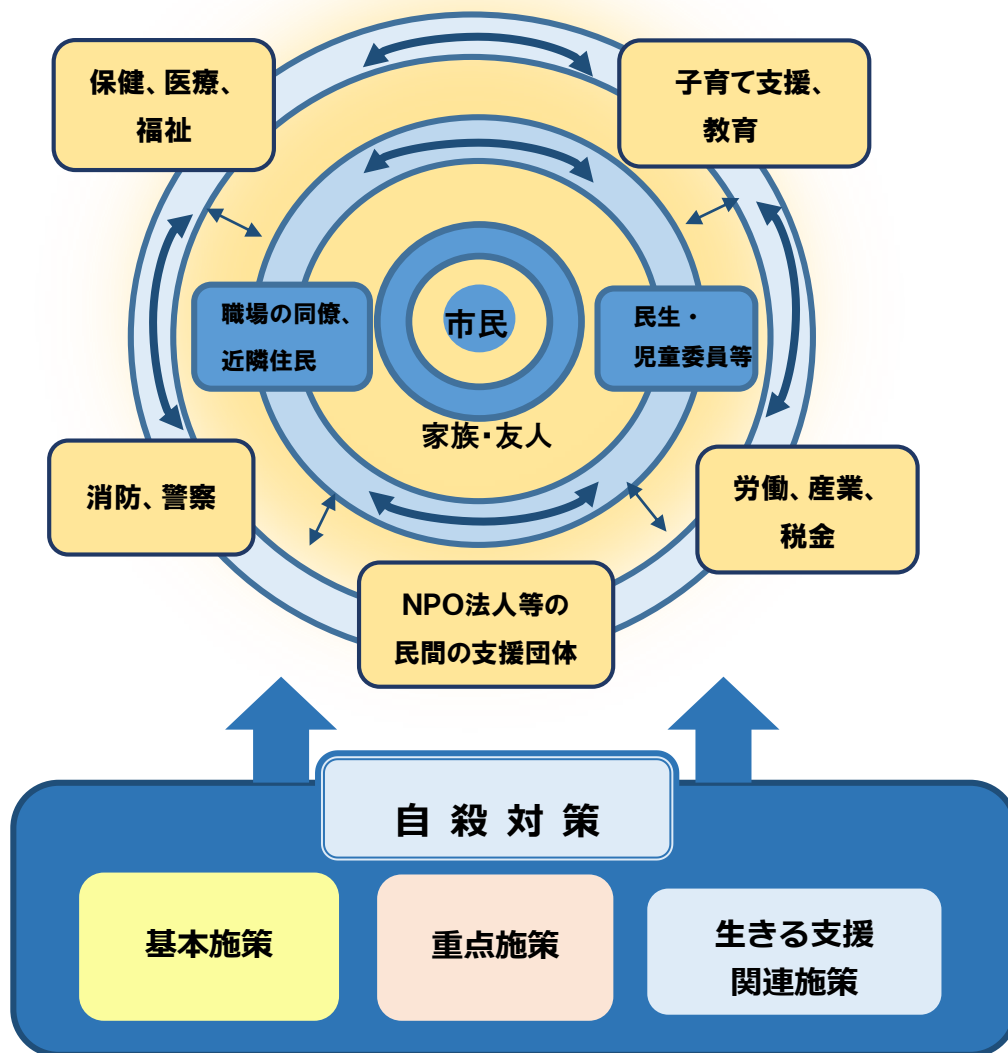 保健、医療、
福祉
子育て支援、
教育
職場の同僚、
近隣住民
市民
民生・
児童委員等
家族・友人
消防、警察
労働、産業、
税金
NPO法人等の
民間の支援団体
自殺対策
基本施策
重点施策
生きる支援
関連施策